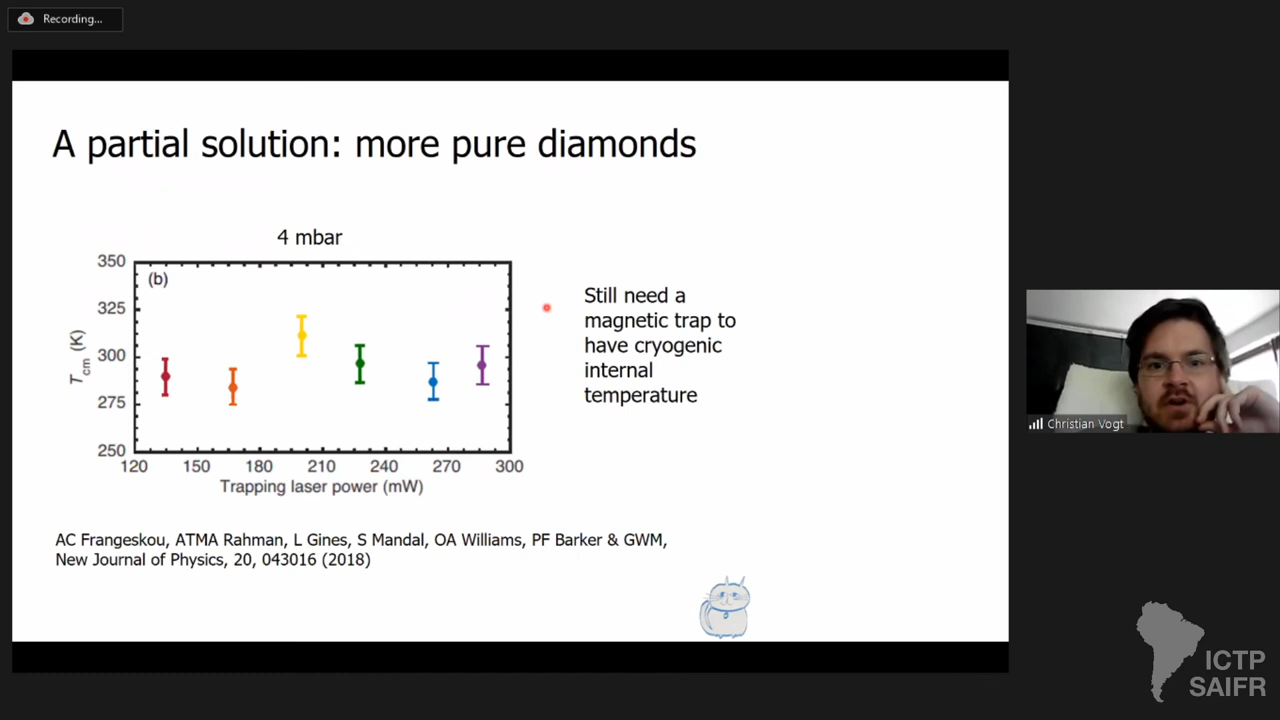 Recording...
A partial solution: more pure diamonds
4 mbar
350
(b)
325
300
275
250
T_cm (K)
120 150 180 210 240 270 300
Trapping laser power (mW)
Still need a
magnetic trap to
have cryogenic
internal
temperature
AC Frangeskou, ATMA Rahman, L Gines, S Mandal, OA Williams, PF Barker & GWM,
New Journal of Physics, 20, 043016 (2018)
Christian Vogt
ICTP
SAIFR